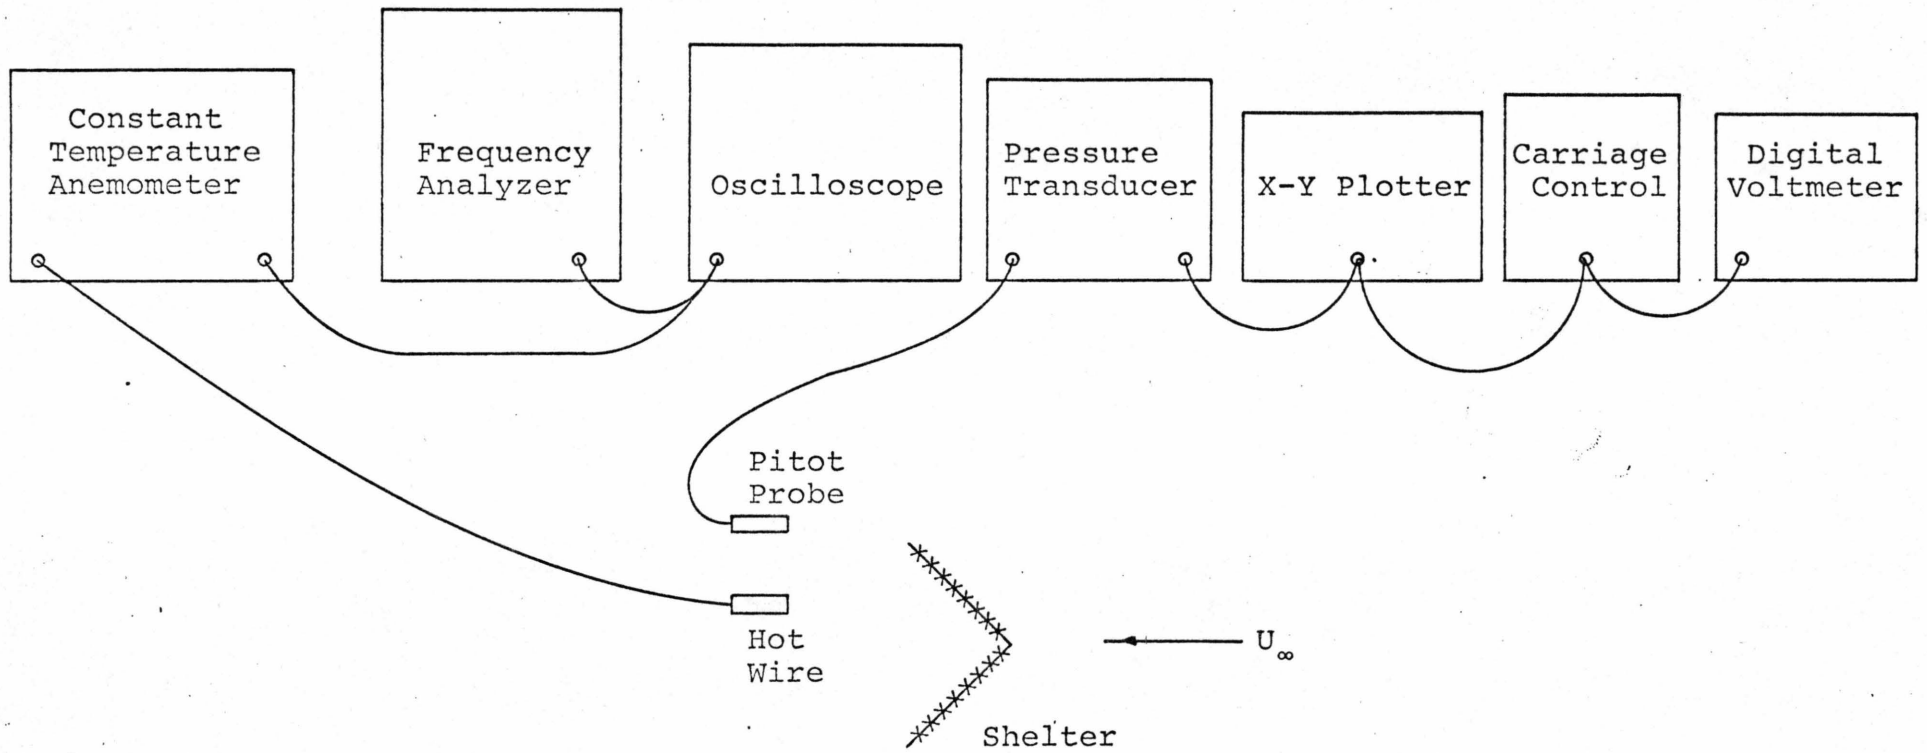 Constant
Temperature
Anemometer
Frequency
Analyzer
Oscilloscope
Pressure
Transducer
X-Y Plotter
Carriage
Control
Digital
Voltmeter
Pitot
Probe
Hot
Wire
U∞
Shelter